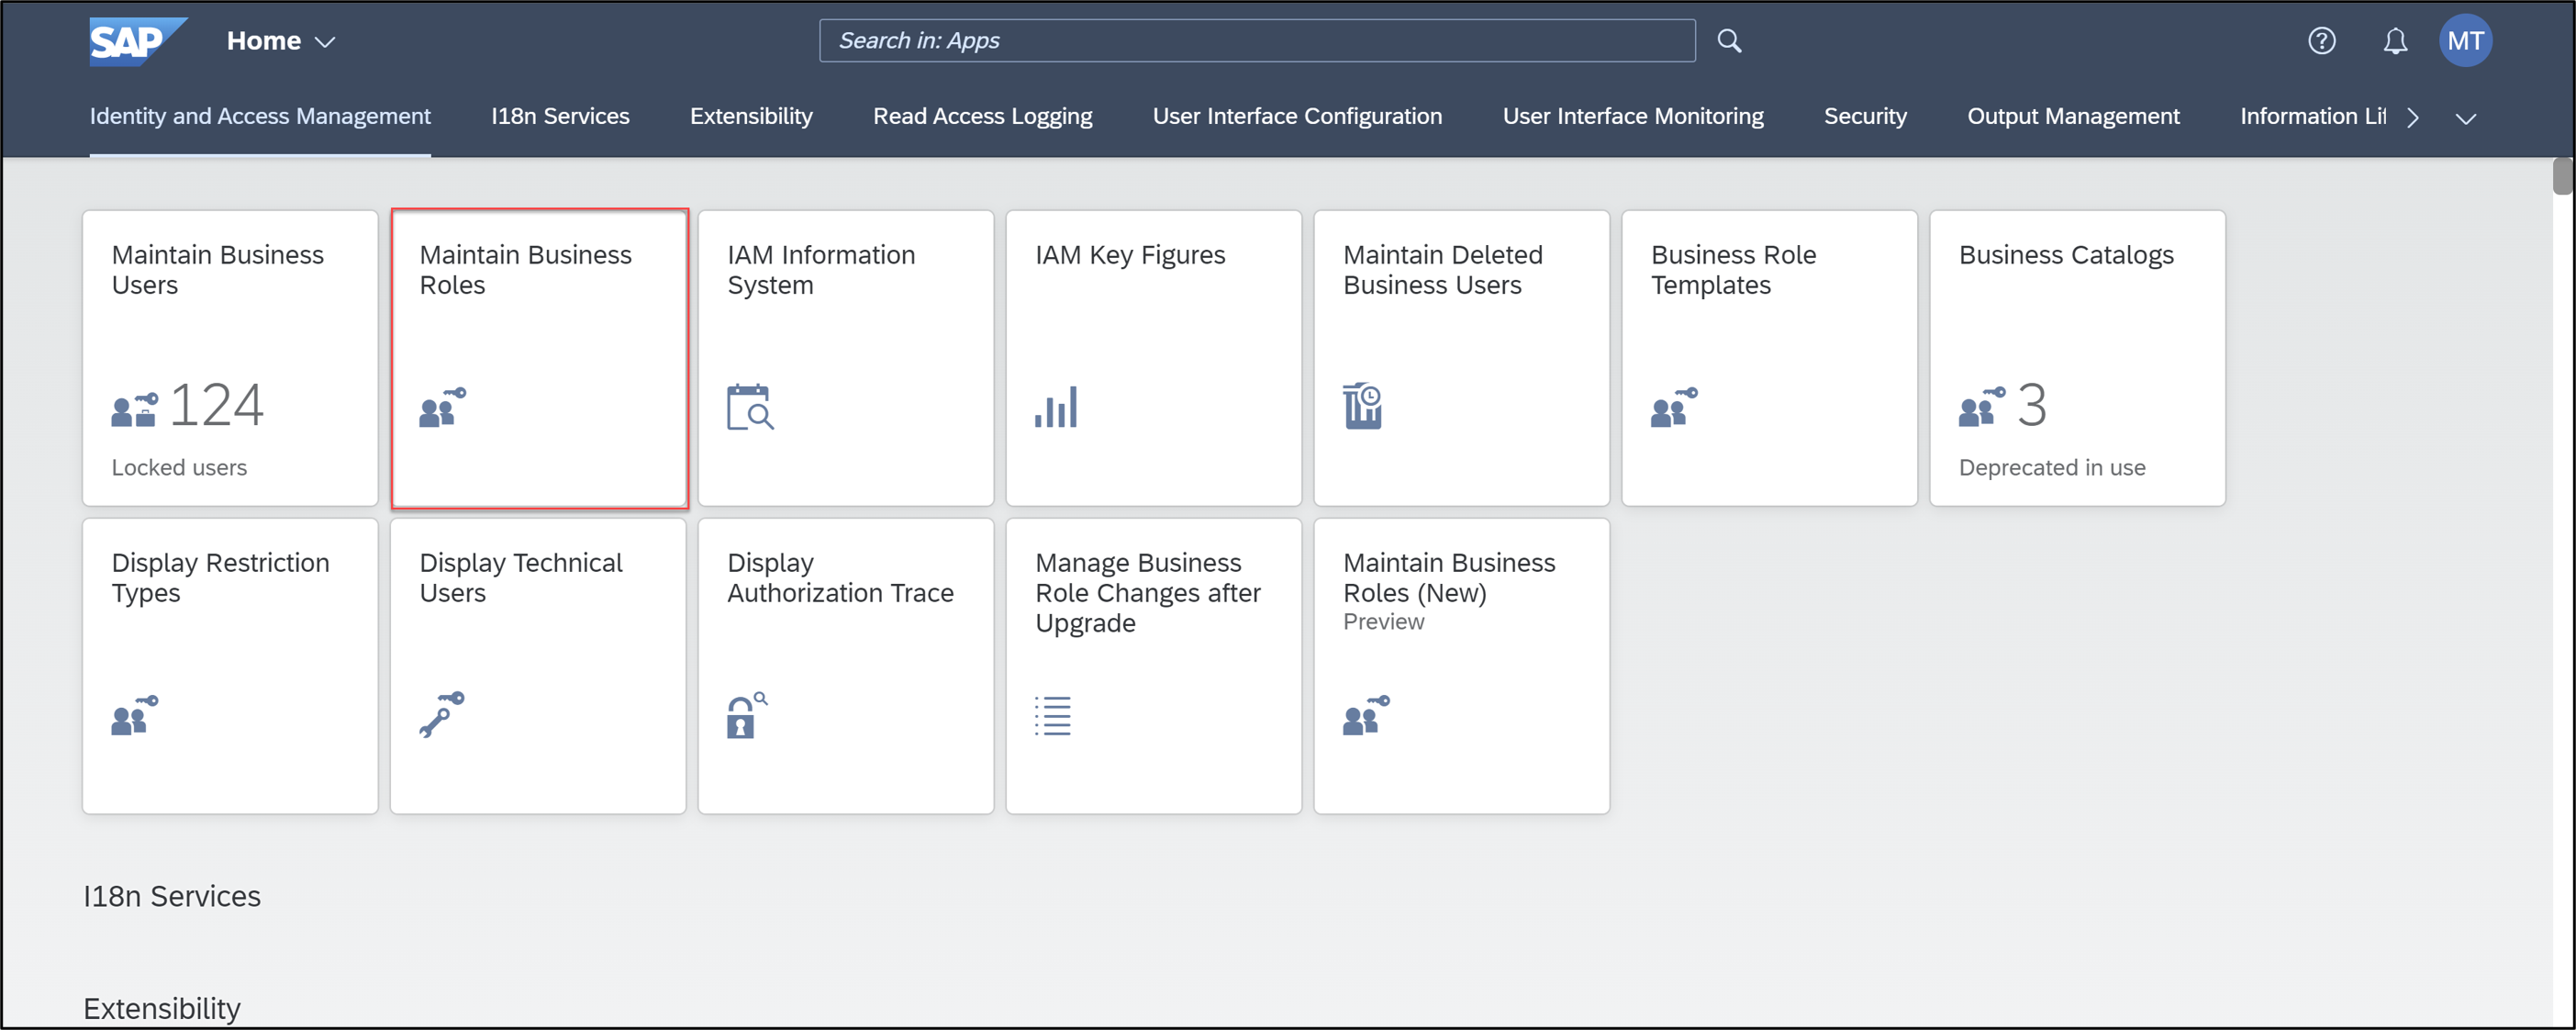 SAP Home
Search in: Apps
MT
Identity and Access Management I18n Services Extensibility Read Access Logging User Interface Configuration User Interface Monitoring Security Output Management Information Lif
Maintain Business
Users
124
Locked users
Maintain Business
Roles
IAM Information
System
IAM Key Figures
Maintain Deleted
Business Users
Business Role
Templates
Business Catalogs
3
Deprecated in use
Display Restriction
Types
Display Technical
Users
Display
Authorization Trace
Manage Business
Role Changes after
Upgrade
Maintain Business
Roles (New)
Preview
I18n Services
Extensibility